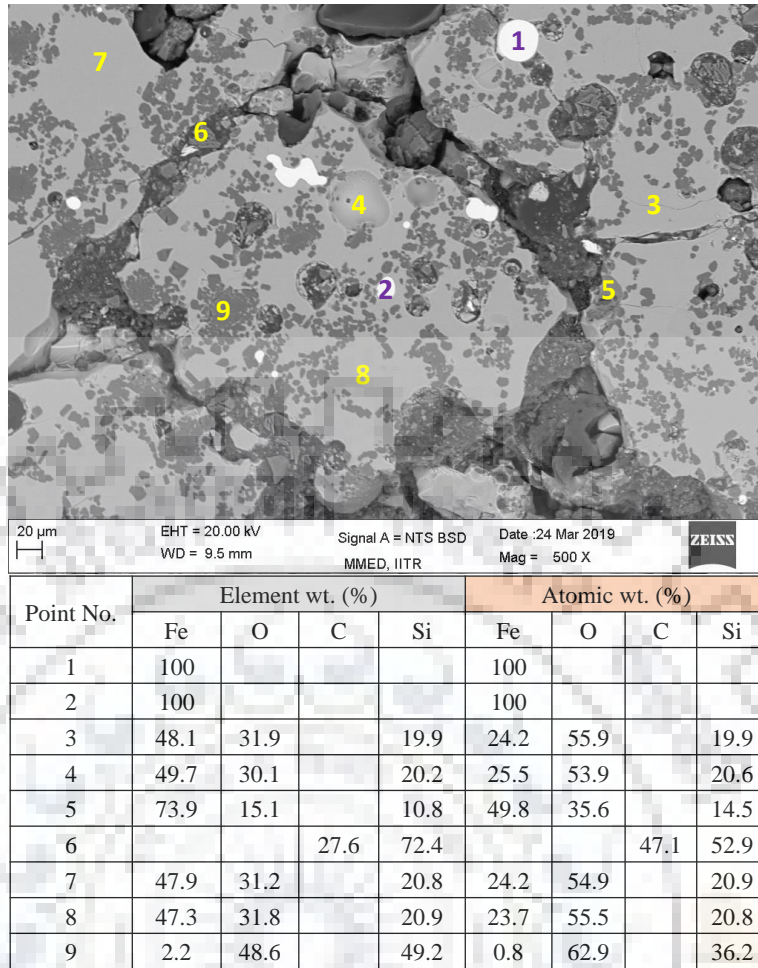 1
7
6
3
4
5
2
9
8
20 µm
EHT = 20.00 kV
Signal A = NTS BSD
Date :24 Mar 2019
ZEISS
WD = 9.5 mm
MMED, IITR
Mag = 500 X
Point No. Element wt. (%) Atomic wt. (%)
Fe O C Si Fe O C Si
1 100 100
2 100 100
3 48.1 31.9 19.9 24.2 55.9 19.9
4 49.7 30.1 20.2 25.5 53.9 20.6
5 73.9 15.1 10.8 49.8 35.6 14.5
6 27.6 72.4 47.1 52.9
7 47.9 31.2 20.8 24.2 54.9 20.9
8 47.3 31.8 20.9 23.7 55.5 20.8
9 2.2 48.6 49.2 0.8 62.9 36.2